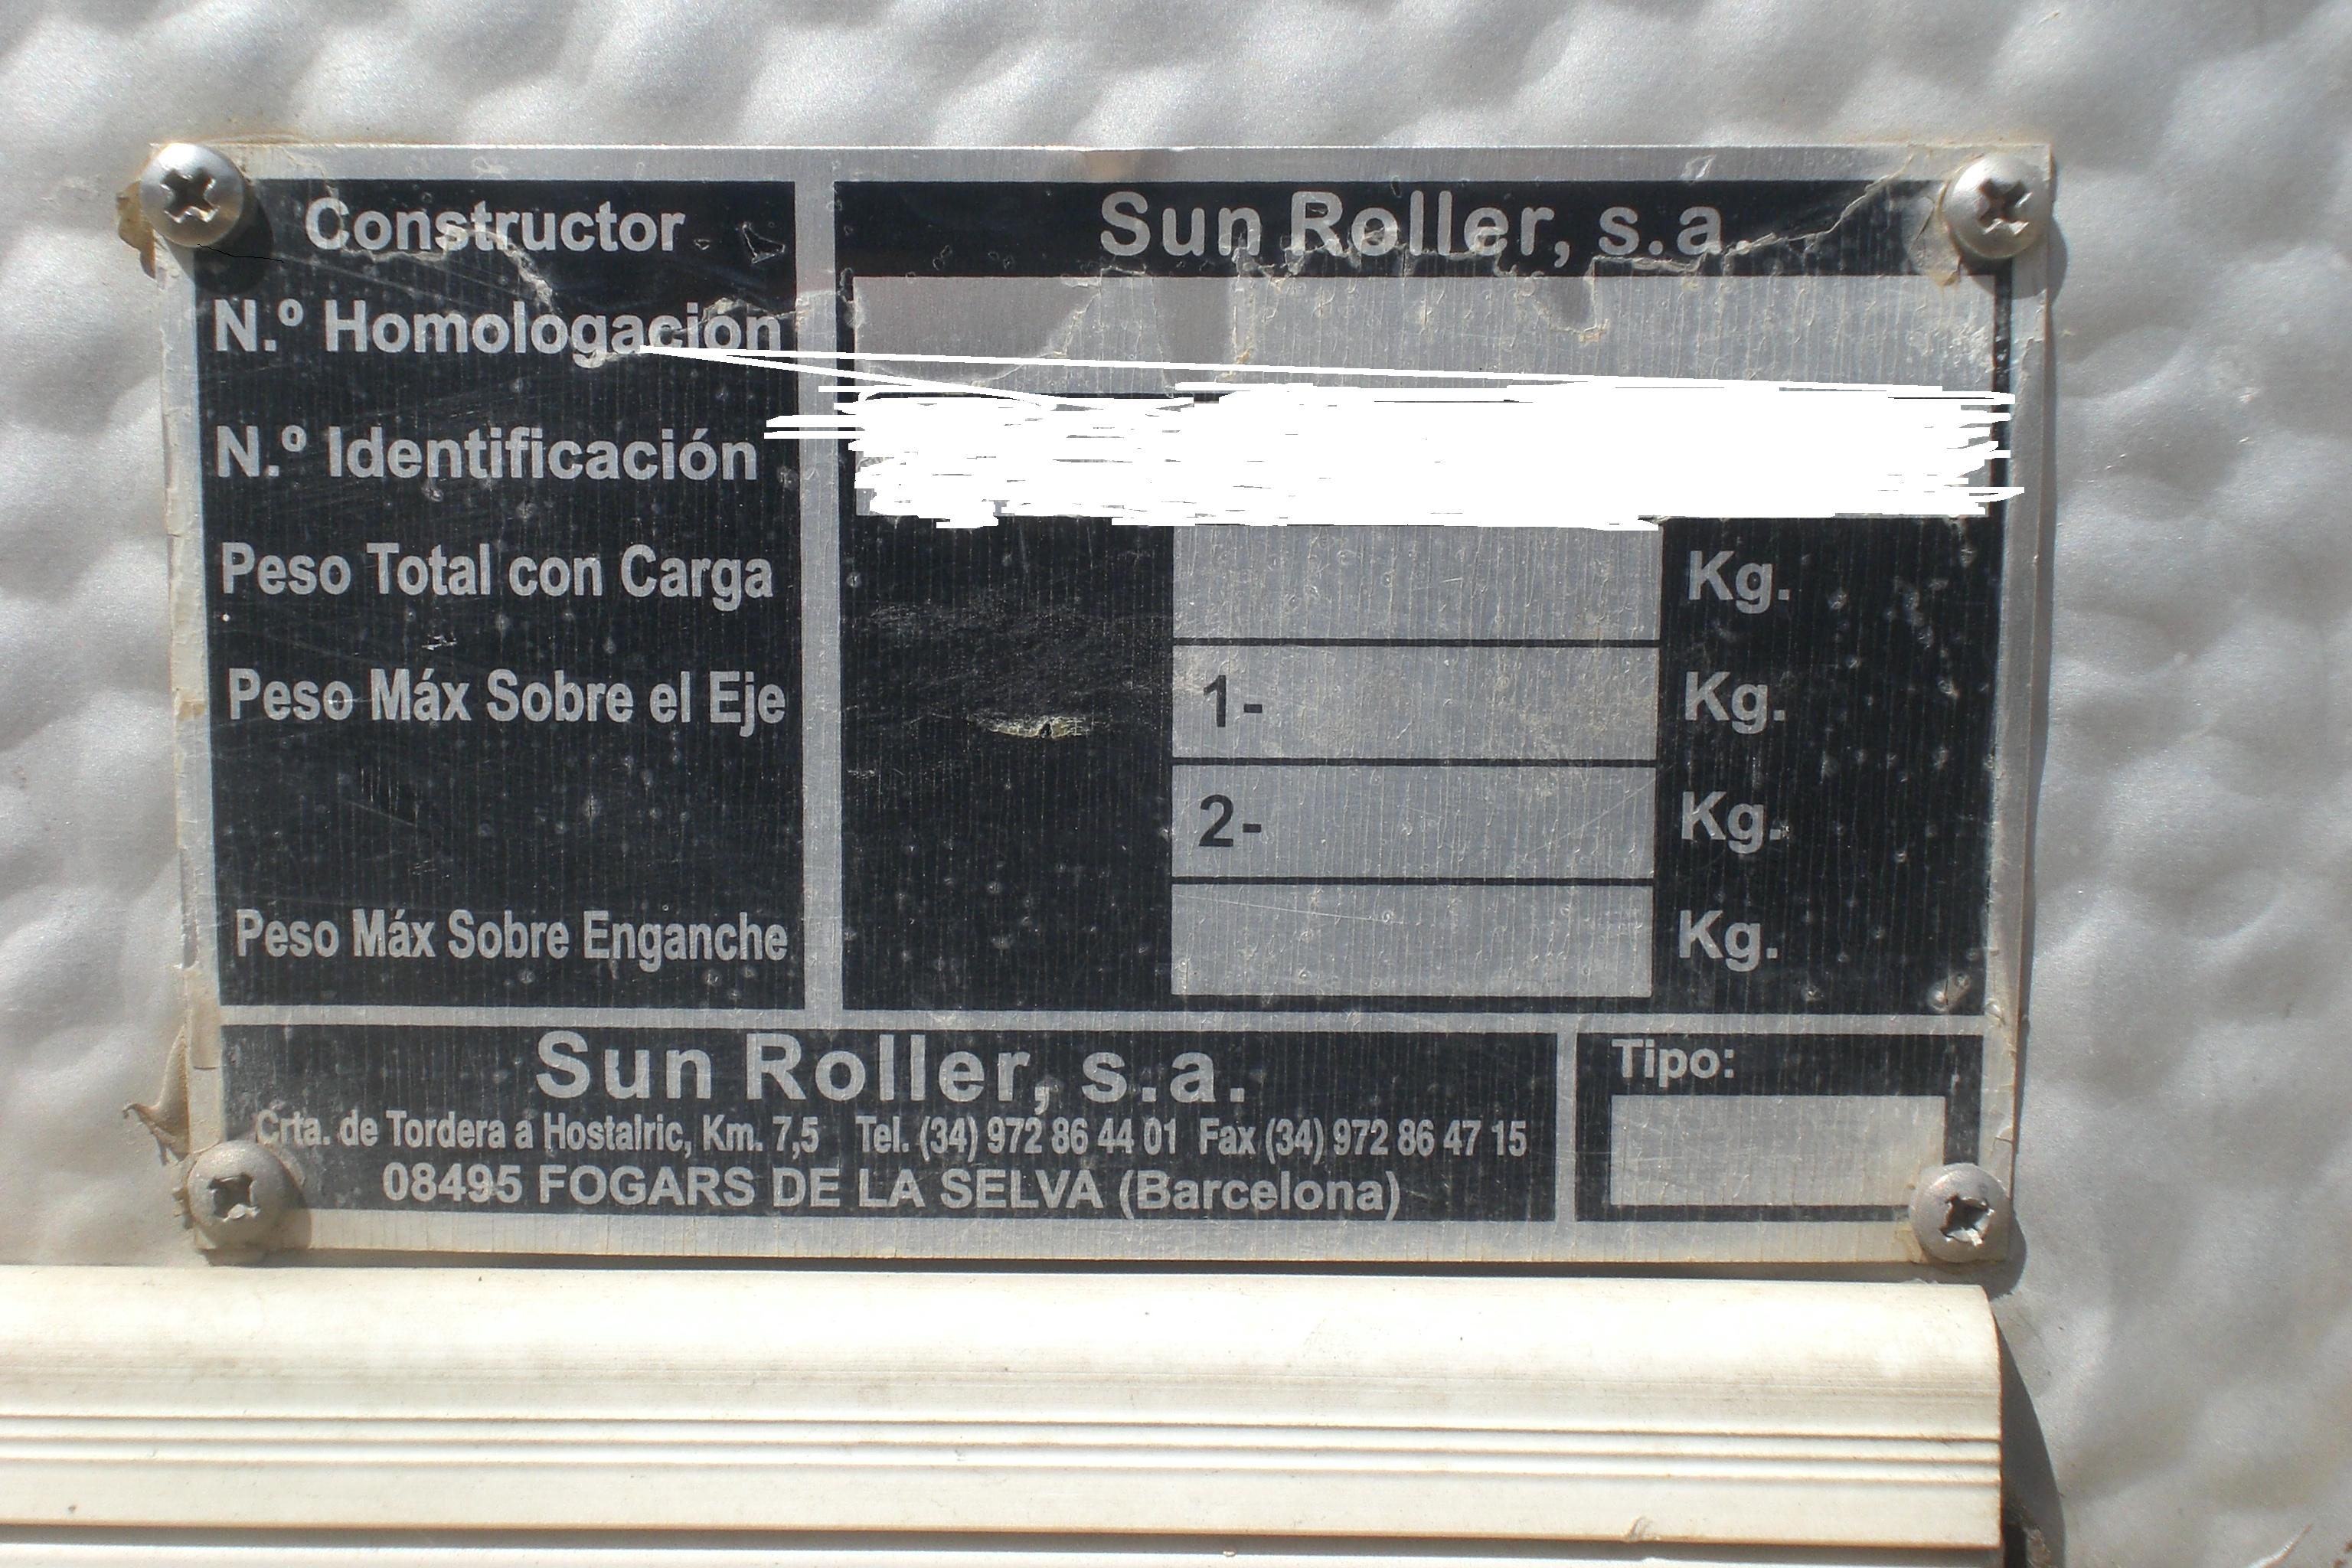 Constructor Sun Roller, s.a.
N.º Homologación
N.º Identificación
Peso Total con Carga Kg.
Peso Máx Sobre el Eje 1- Kg.
2- Kg.
Peso Máx Sobre Enganche Kg.
Sun Roller, s.a.
Crta. de Tordera a Hostalric, Km. 7,5 Tel. (34) 972 86 44 01 Fax (34) 972 86 47 15
08495 FOGARS DE LA SELVA (Barcelona)
Tipo: